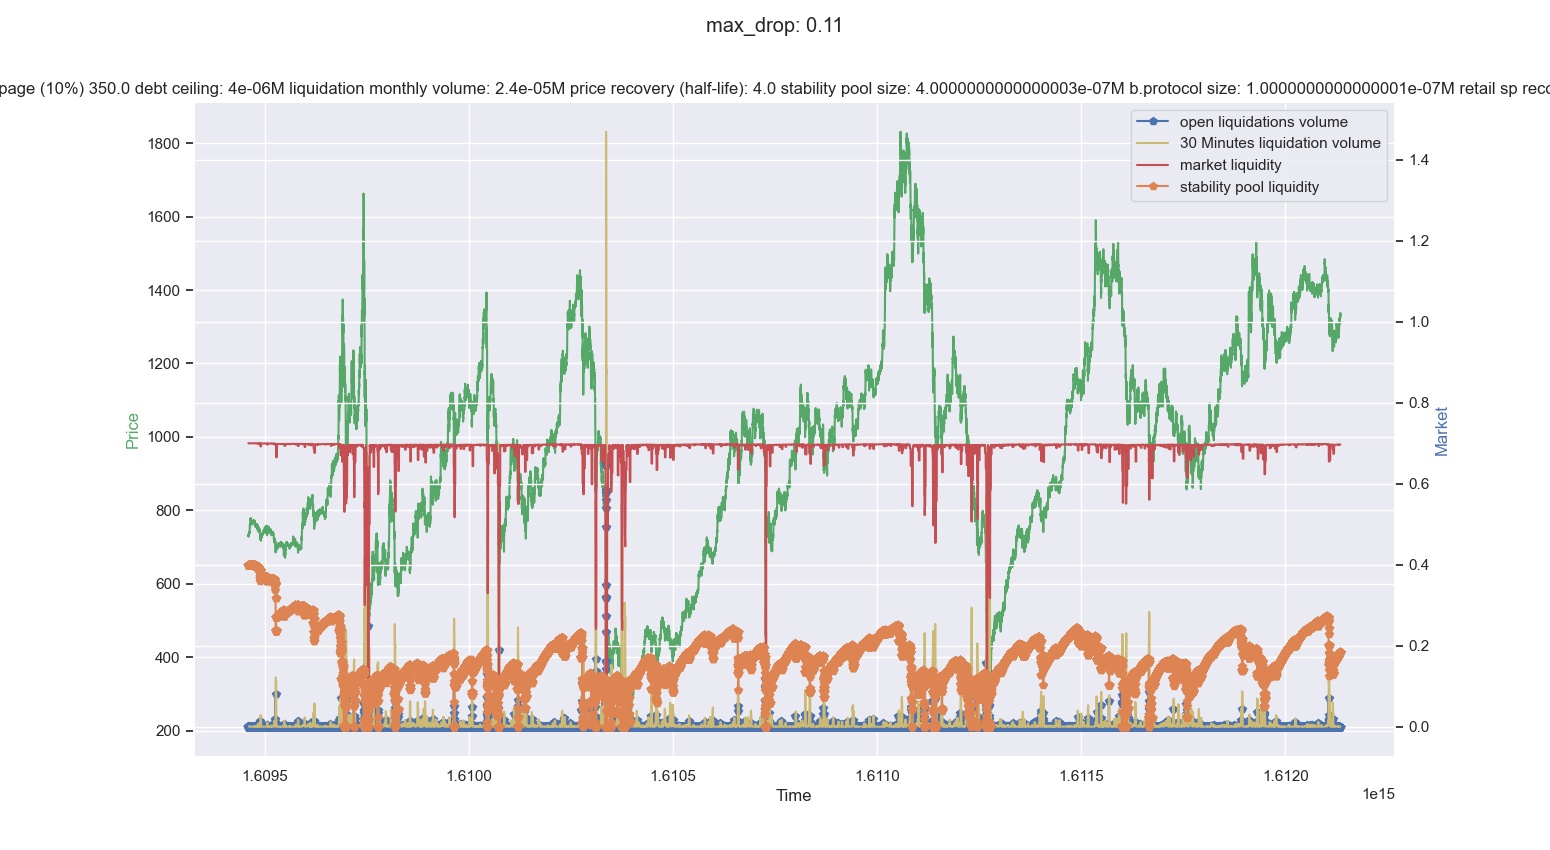 max_drop: 0.11
page (10%) 350.0 debt ceiling: 4e-06M liquidation monthly volume: 2.4e-05M price recovery (half-life): 4.0 stability pool size: 4.0000000000000003e-07M b.protocol size: 1.0000000000000001e-07M retail sp reco
open liquidations volume
30 Minutes liquidation volume
market liquidity
stability pool liquidity
1800
1600
1400
1200
1000
800
600
400
200
Price
1.4
1.2
1.0
0.8
0.6
0.4
0.2
0.0
Market
1.6095 1.6100 1.6105 1.6110 1.6115 1.6120
Time
1e15